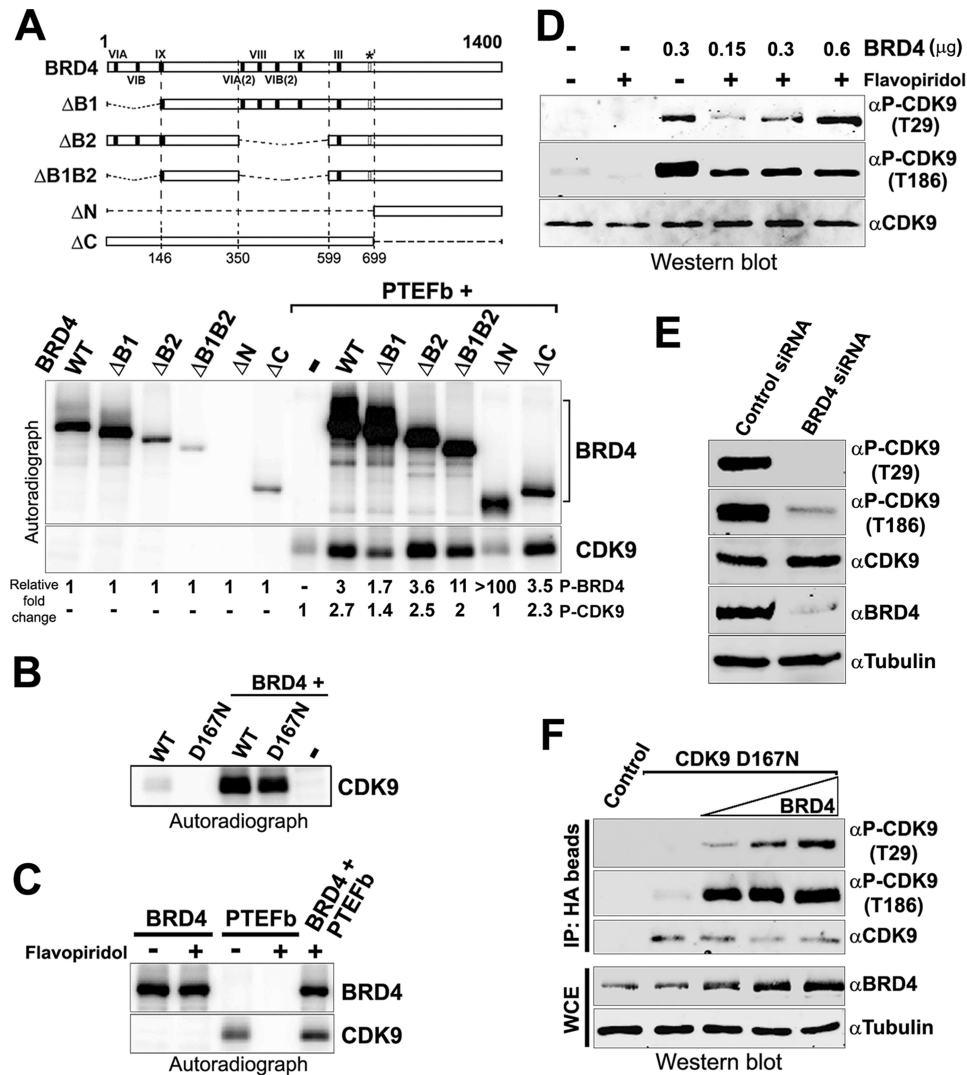 A
1 1400
VIA IX VIII IX III *
BRD4
VIB VIA(2) VIB(2)
ΔB1
ΔB2
ΔB1B2
ΔN
ΔC
146 350 599 699
PTEFb +
BRD4 WT ΔB1 ΔB2 ΔB1B2 ΔN ΔC - WT ΔB1 ΔB2 ΔB1B2 ΔN ΔC
Autoradiograph
BRD4
CDK9
Relative fold change
1 1 1 1 1 1 - 3 1.7 3.6 11 >100 3.5 P-BRD4
- - - - - - 1 2.7 1.4 2.5 2 1 2.3 P-CDK9
B
BRD4 +
WT D167N WT D167N -
CDK9
Autoradiograph
C
BRD4 PTEFb BRD4 + PTEFb
Flavopiridol - + - + +
BRD4
CDK9
Autoradiograph
D
- - 0.3 0.15 0.3 0.6 BRD4 (μg)
- + - + + + Flavopiridol
αP-CDK9
(T29)
αP-CDK9
(T186)
αCDK9
Western blot
E
Control siRNA BRD4 siRNA
αP-CDK9
(T29)
αP-CDK9
(T186)
αCDK9
αBRD4
αTubulin
F
Control CDK9 D167N
BRD4
IP: HA beads
αP-CDK9
(T29)
αP-CDK9
(T186)
αCDK9
WCE
αBRD4
αTubulin
Western blot